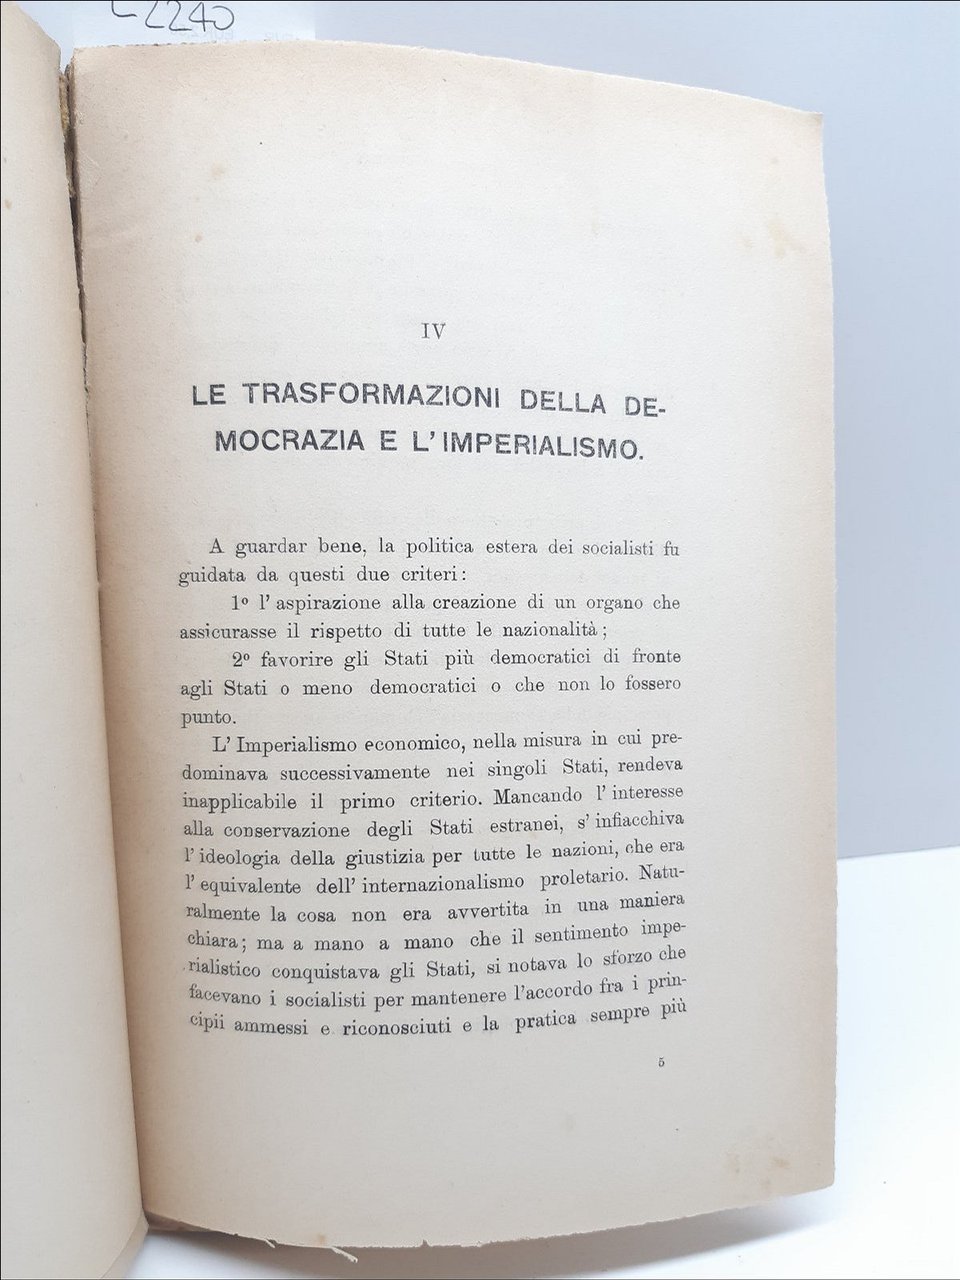 L2240
IV
LE TRASFORMAZIONI DELLA DE-
MOCRAZIA E L'IMPERIALISMO.
A guardar bene, la politica estera dei socialisti fu
guidata da questi due criteri:
1º l'aspirazione alla creazione di un organo che
assicurasse il rispetto di tutte le nazionalità;
2º favorire gli Stati più democratici di fronte
agli Stati o meno democratici o che non lo fossero
punto.
L'Imperialismo economico, nella misura in cui pre-
dominava successivamente nei singoli Stati, rendeva
inapplicabile il primo criterio. Mancando l'interesse
alla conservazione degli Stati estranei, s'infiacchiva
l'ideologia della giustizia per tutte le nazioni, che era
l'equivalente dell'internazionalismo proletario. Natu-
ralmente la cosa non era avvertita in una maniera
chiara; ma a mano a mano che il sentimento impe-
rialistico conquistava gli Stati, si notava lo sforzo che
facevano i socialisti per mantenere l'accordo fra i prin-
cipii ammessi e riconosciuti e la pratica sempre più
5